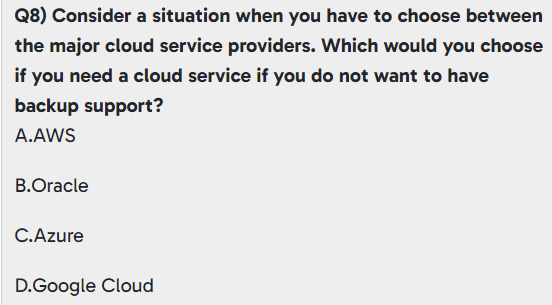 Q8) Consider a situation when you have to choose between
the major cloud service providers. Which would you choose
if you need a cloud service if you do not want to have
backup support?
A.AWS
B.Oracle
C.Azure
D.Google Cloud